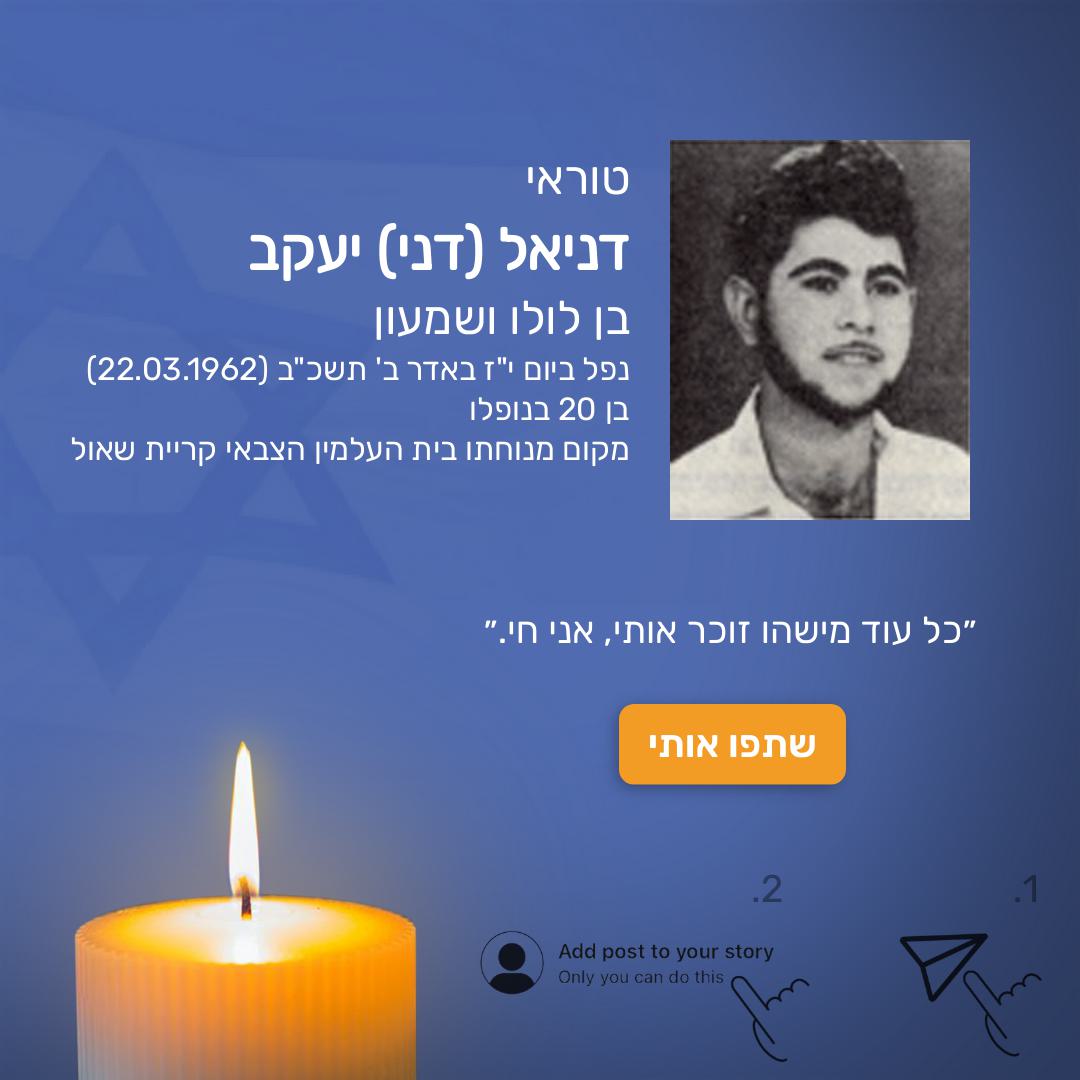 טוראי
דניאל (דני) יעקב
בן לולו ושמעון
נפל ביום י"ז באדר ב' תשכ"ב (22.03.1962)
בן 20 בנופלו
מקום מנוחתו בית העלמין הצבאי קריית שאול
״כל עוד מישהו זוכר אותי, אני חי.״
שתפו אותי
1.
2.
Add post to your story
Only you can do this